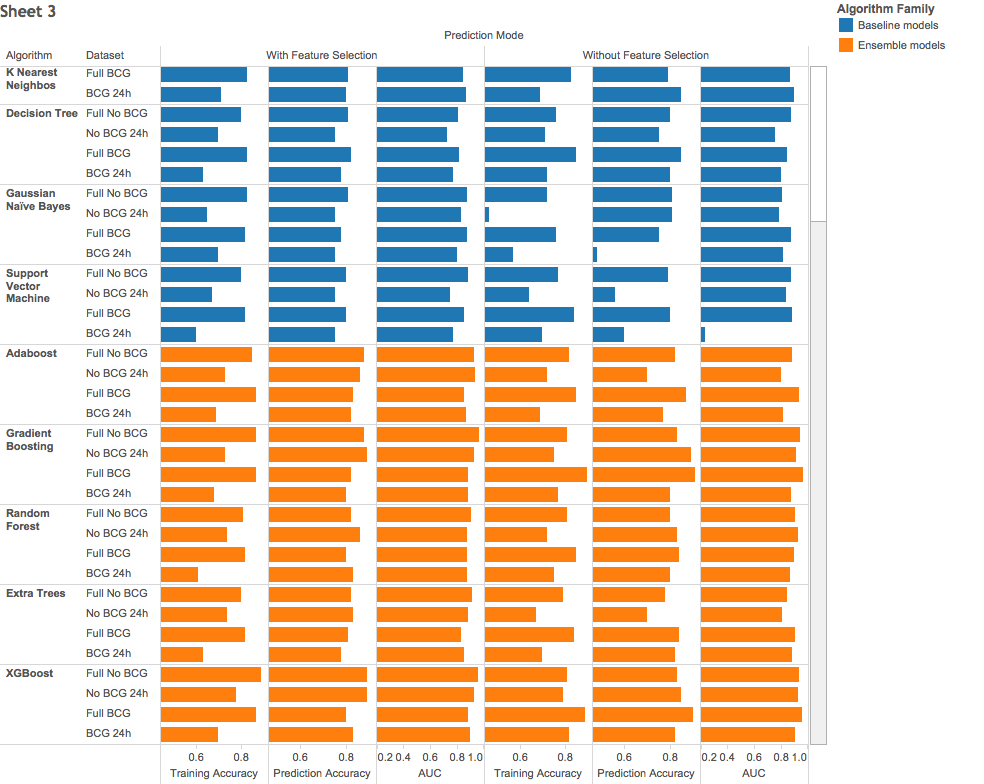 Sheet 3
Algorithm Family
Baseline models
Ensemble models
Prediction Mode
Algorithm Dataset With Feature Selection Without Feature Selection
K Nearest Neighbos Full BCG
BCG 24h
Decision Tree Full No BCG
No BCG 24h
Full BCG
BCG 24h
Gaussian Naïve Bayes Full No BCG
No BCG 24h
Full BCG
BCG 24h
Support Vector Machine Full No BCG
No BCG 24h
Full BCG
BCG 24h
Adaboost Full No BCG
No BCG 24h
Full BCG
BCG 24h
Gradient Boosting Full No BCG
No BCG 24h
Full BCG
BCG 24h
Random Forest Full No BCG
No BCG 24h
Full BCG
BCG 24h
Extra Trees Full No BCG
No BCG 24h
Full BCG
BCG 24h
XGBoost Full No BCG
No BCG 24h
Full BCG
BCG 24h
0.6 0.8 0.6 0.8 0.2 0.4 0.6 0.8 1.0 0.6 0.8 0.6 0.8 0.2 0.4 0.6 0.8 1.0
Training Accuracy Prediction Accuracy AUC Training Accuracy Prediction Accuracy AUC